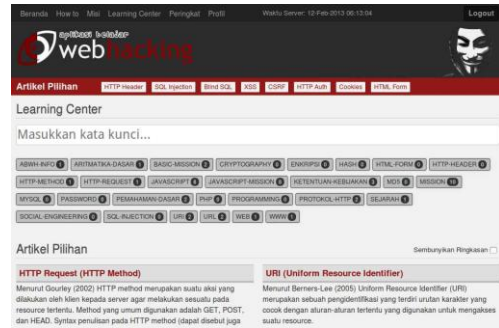 Beranda How to Misi Learning Center Peringkat Profil Waktu Server: 12-Feb-2013 06:13:04 Logout
aplikasi belajar
webhacking
Artikel Pilihan HTTP Header SQL Injection Blind SQL XSS CSRF HTTP Auth Cookies HTML Form
Learning Center
Masukkan kata kunci...
ABWH-INFO ARITMATIKA-DASAR BASIC-MISSION CRYPTOGRAPHY ENKRIPSI HASH HTML-FORM HTTP-HEADER
HTTP-METHOD HTTP-REQUEST JAVASCRIPT JAVASCRIPT-MISSION KETENTUAN-KEBIJAKAN MD5 MISSION
MYSQL PASSWORD PEMAHAMAN-DASAR PHP PROGRAMMING PROTOKOL-HTTP SEJARAH
SOCIAL-ENGINEERING SQL-INJECTION URI URL WEB WWW
Artikel Pilihan Sembunyikan Ringkasan
HTTP Request (HTTP Method)
Menurut Gourley (2002) HTTP method merupakan suatu aksi yang
dilakukan oleh klien kepada server agar melakukan sesuatu pada
resource tertentu. Method yang umum digunakan adalah GET, POST,
dan HEAD. Syntax penulisan pada HTTP method (dapat disebut juga
URI (Uniform Resource Identifier)
Menurut Berners-Lee (2005) Uniform Resource Identifier (URI)
merupakan sebuah pengidentifikasi yang terdiri urutan karakter yang
cocok dengan aturan-aturan tertentu yang digunakan untuk mengakses
suatu resource.